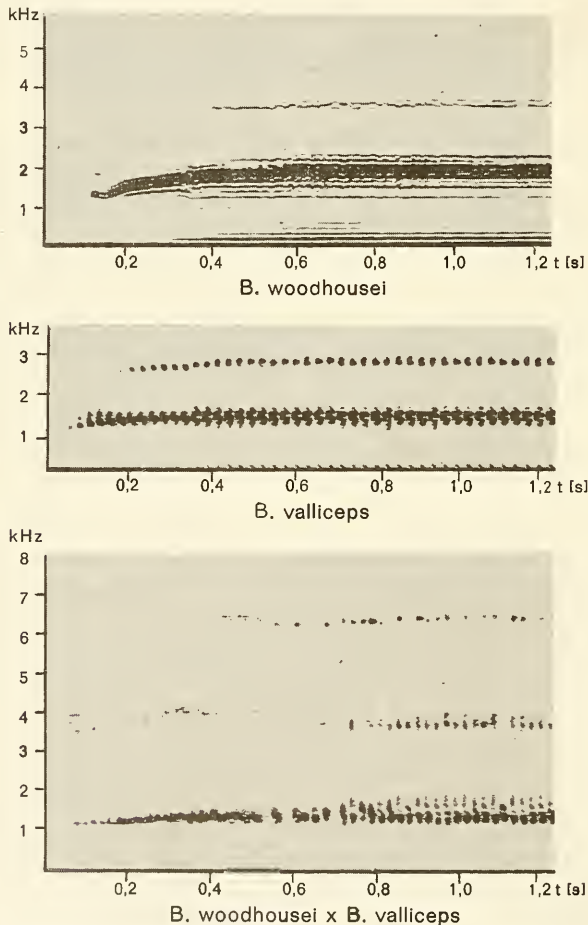 kHz
5
4
3
2
1
0,2 0,4 0,6 0,8 1,0 1,2 t [s]
B. woodhousei
kHz
3
2
1
0,2 0,4 0,6 0,8 1,0 1,2 t [s]
B. valliceps
kHz
8
7
6
5
4
3
2
1
0,2 0,4 0,6 0,8 1,0 1,2 t [s]
B. woodhousei x B. valliceps